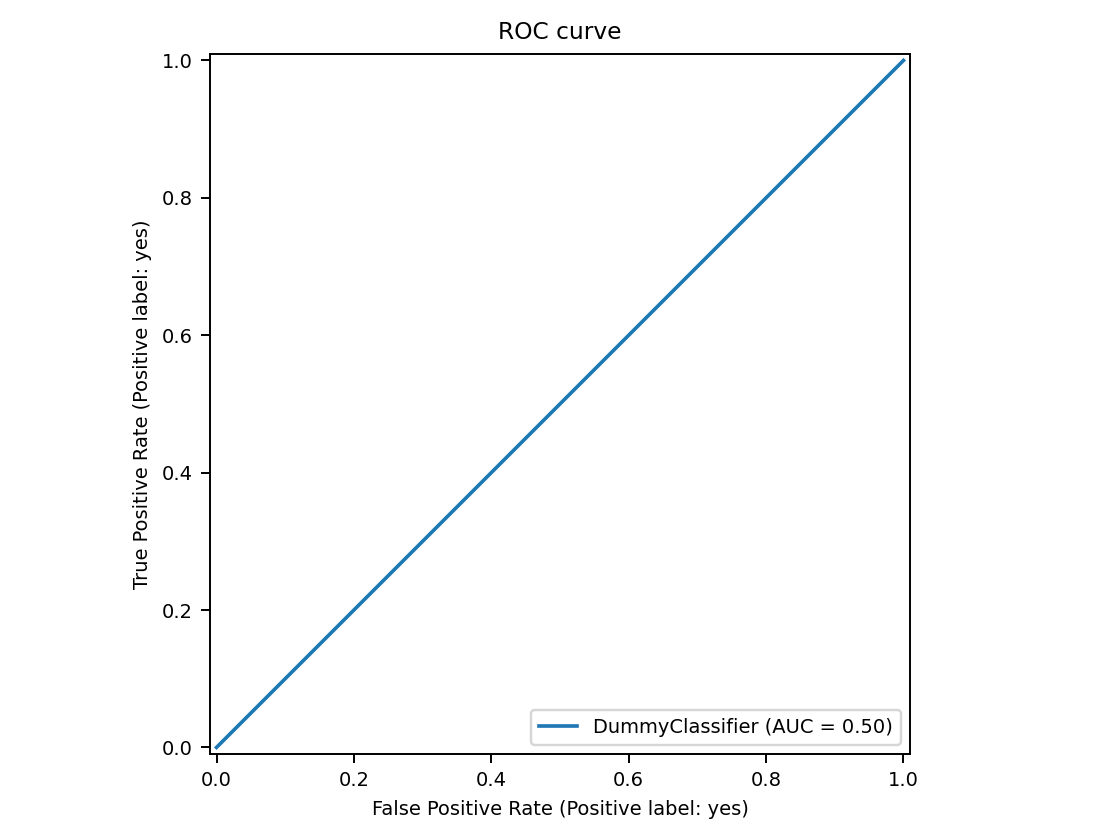 ROC curve
True Positive Rate (Positive label: yes)
1.0
0.8
0.6
0.4
0.2
0.0
DummyClassifier (AUC = 0.50)
0.0 0.2 0.4 0.6 0.8 1.0
False Positive Rate (Positive label: yes)